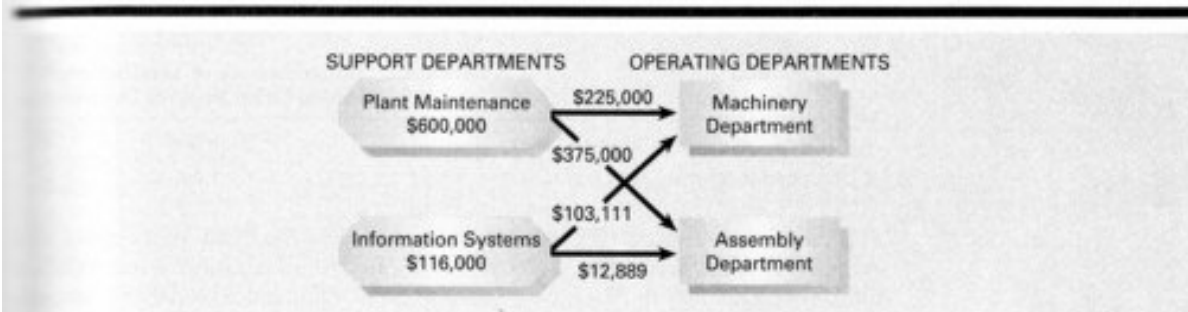 SUPPORT DEPARTMENTS
OPERATING DEPARTMENTS
Plant Maintenance
$600,000
$225,000
Machinery
Department
$375,000
$103,111
Information Systems
$116,000
$12,889
Assembly
Department